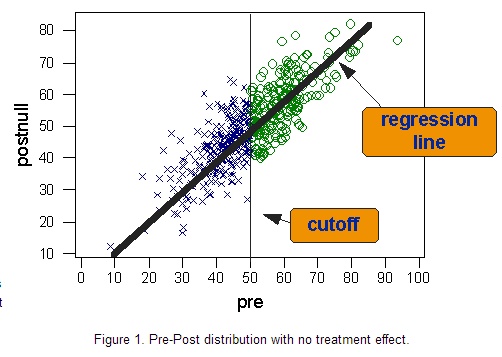 80
70
60
50
40
30
20
10
postnull
regression
line
cutoff
0 10 20 30 40 50 60 70 80 90 100
pre
s
t
Figure 1. Pre-Post distribution with no treatment effect.